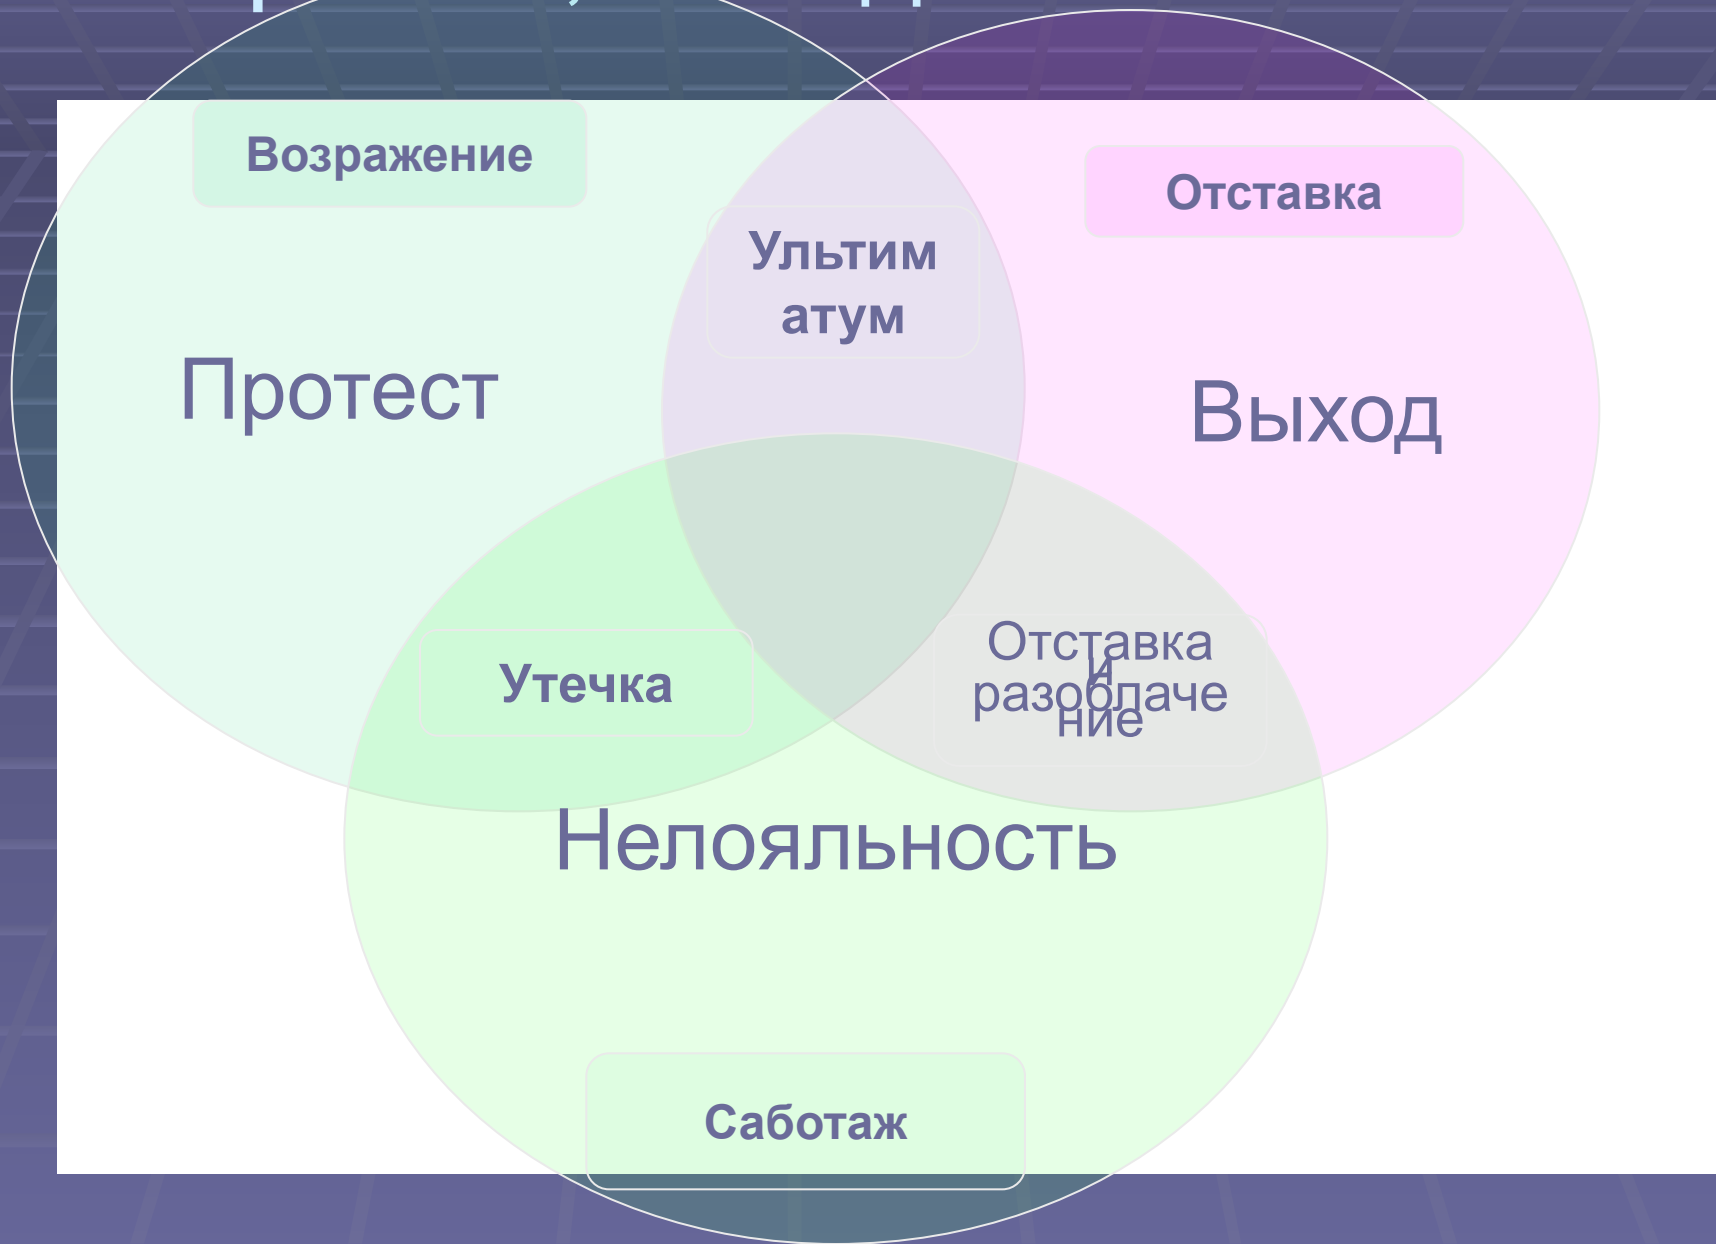 Возражение
Отставка
Ультим
атум
Протест
Выход
Утечка
Отставка
и
разоблаче
ние
Нелояльность
Саботаж